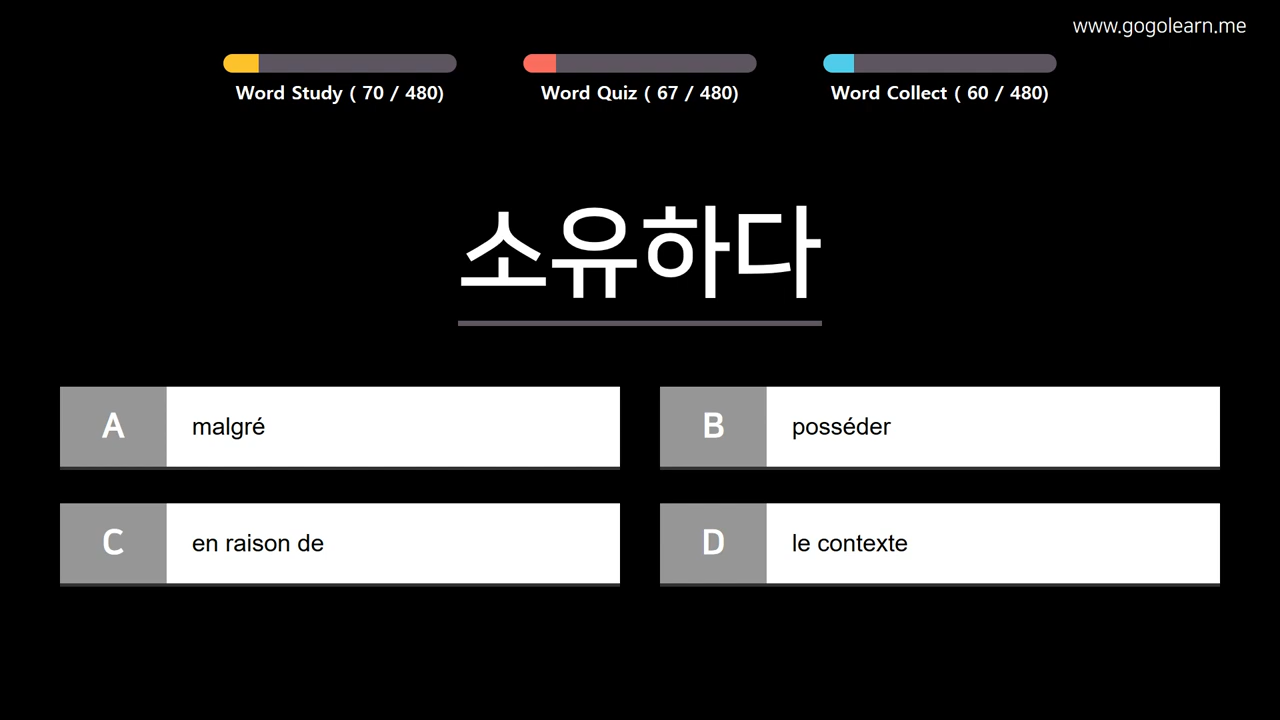 www.gogolearn.me
Word Study ( 70 / 480)
Word Quiz ( 67 / 480)
Word Collect ( 60 / 480)
소유하다
A malgré
B posséder
C en raison de
D le contexte